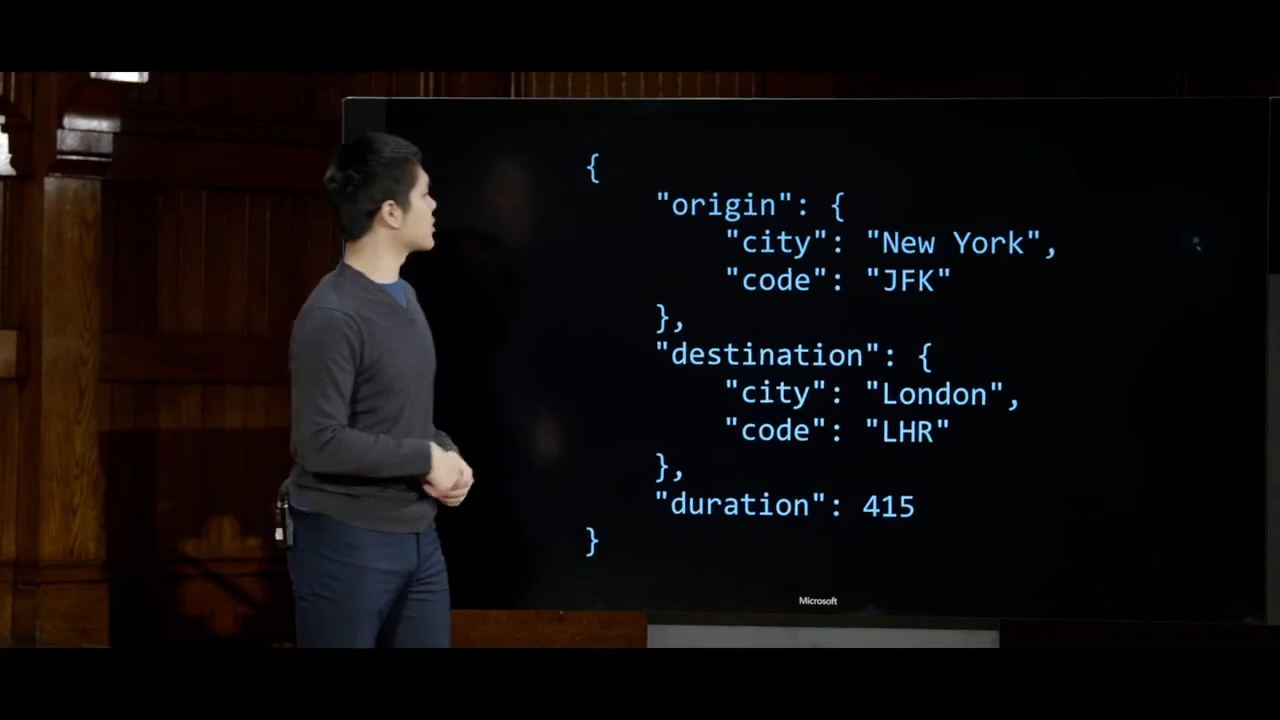 {
"origin": {
"city": "New York",
"code": "JFK"
},
"destination": {
"city": "London",
"code": "LHR"
},
"duration": 415
}
Microsoft